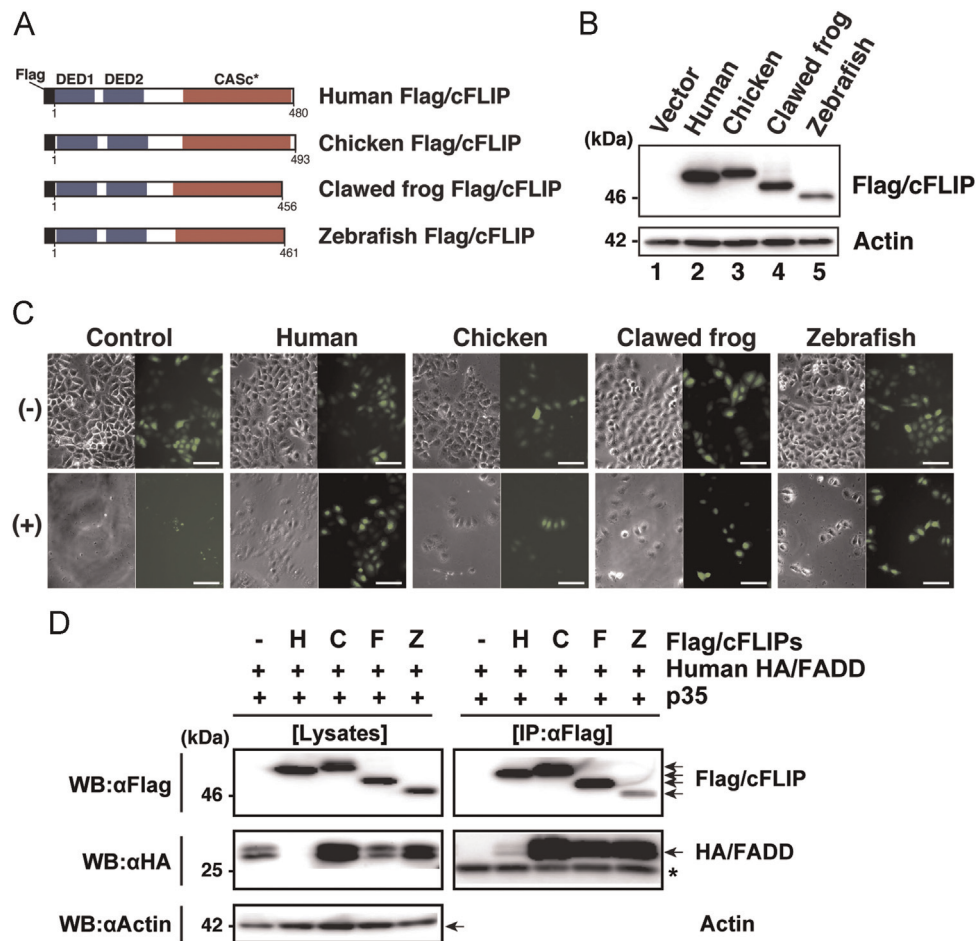 A
Flag DED1 DED2 CASc*
1 480
Human Flag/cFLIP
1 493
Chicken Flag/cFLIP
1 456
Clawed frog Flag/cFLIP
1 461
Zebrafish Flag/cFLIP
B
Vector Human Chicken Clawed frog Zebrafish
(kDa)
46 - Flag/cFLIP
42 - Actin
1 2 3 4 5
C
Control Human Chicken Clawed frog Zebrafish
(-)
(+)
D
- H C F Z - H C F Z Flag/cFLIPs
+ + + + + + + + + + Human HA/FADD
+ + + + + + + + + + p35
(kDa) [Lysates] [IP:αFlag]
WB:αFlag 46 - Flag/cFLIP
WB:αHA 25 - HA/FADD
*
WB:αActin 42 - Actin